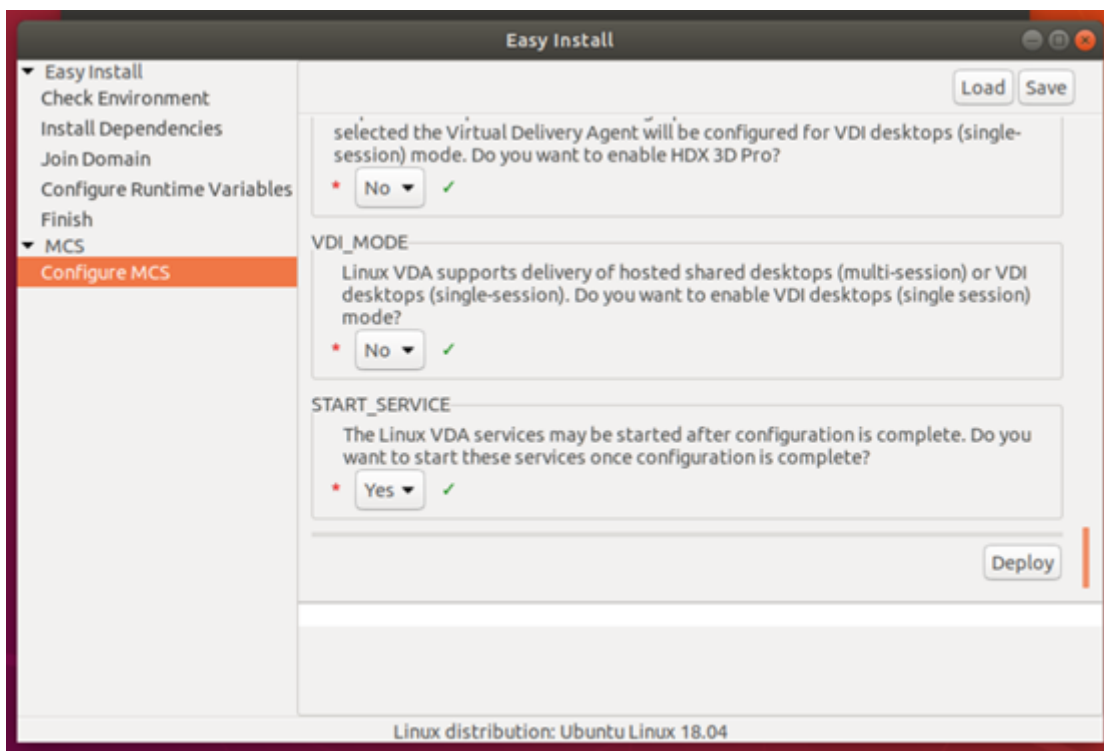 Easy Install
Easy Install
Check Environment
Install Dependencies
Join Domain
Configure Runtime Variables
Finish
MCS
Configure MCS
Load Save
selected the Virtual Delivery Agent will be configured for VDI desktops (single-
session) mode. Do you want to enable HDX 3D Pro?
* No ✓
VDI_MODE
Linux VDA supports delivery of hosted shared desktops (multi-session) or VDI
desktops (single-session). Do you want to enable VDI desktops (single session)
mode?
* No ✓
START_SERVICE
The Linux VDA services may be started after configuration is complete. Do you
want to start these services once configuration is complete?
* Yes ✓
Deploy
Linux distribution: Ubuntu Linux 18.04